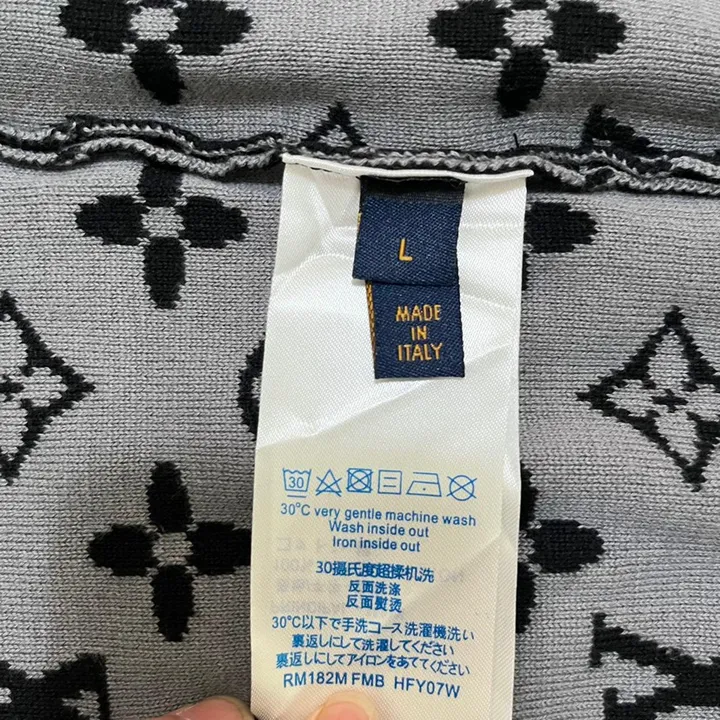 L
MADE
IN
ITALY
30
30°C very gentle machine wash
Wash inside out
Iron inside out
30摄氏度超揉机洗
反面洗涤
反面熨烫
30°C以下で手洗コース洗濯機洗い
裏返しにして洗濯してください
裏返しにしてアイロンをあててください
RM182M FMB HFY07W